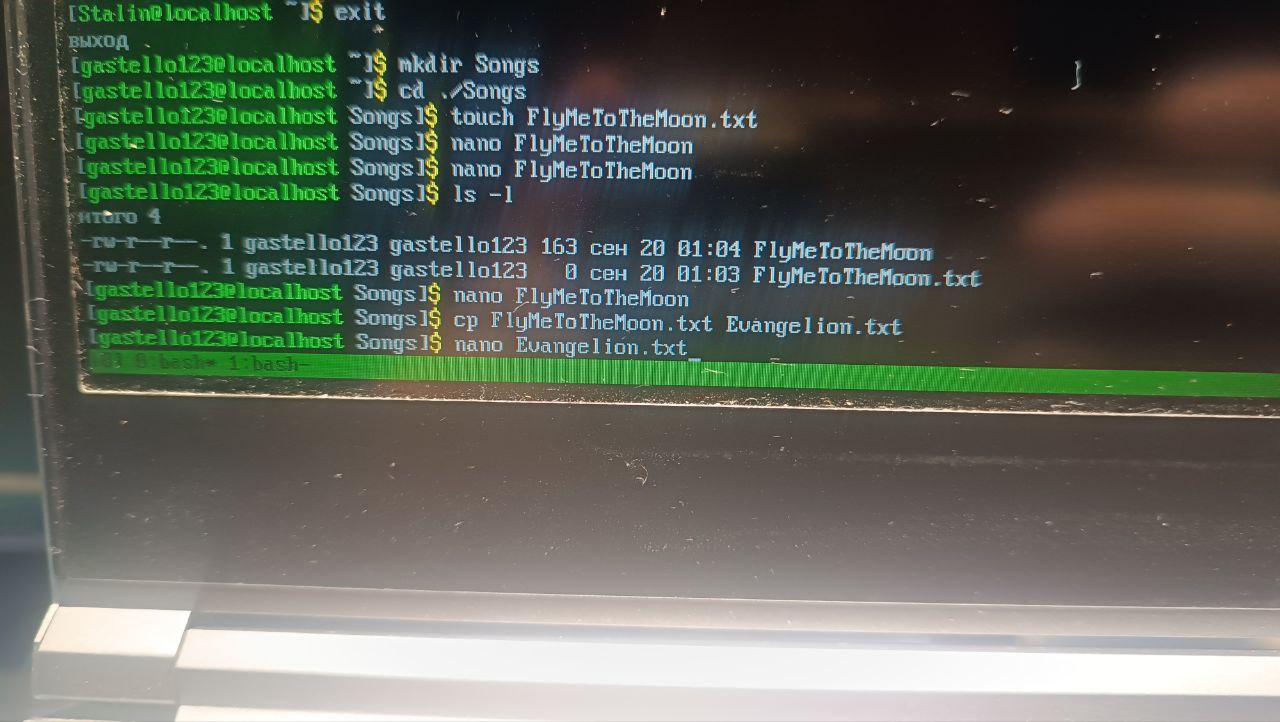 [Stalin@localhost ~]$ exit
выход
[gastello123@localhost ~]$ mkdir Songs
[gastello123@localhost ~]$ cd ./Songs
[gastello123@localhost Songs]$ touch FlyMeToTheMoon.txt
[gastello123@localhost Songs]$ nano FlyMeToTheMoon
[gastello123@localhost Songs]$ nano FlyMeToTheMoon
[gastello123@localhost Songs]$ ls -l
итого 4
-rw-r--r--. 1 gastello123 gastello123 163 сен 20 01:04 FlyMeToTheMoon
-rw-r--r--. 1 gastello123 gastello123   0 сен 20 01:03 FlyMeToTheMoon.txt
[gastello123@localhost Songs]$ nano FlyMeToTheMoon
[gastello123@localhost Songs]$ cp FlyMeToTheMoon.txt Evangelion.txt
[gastello123@localhost Songs]$ nano Evangelion.txt_
0:bash* 1:bash-